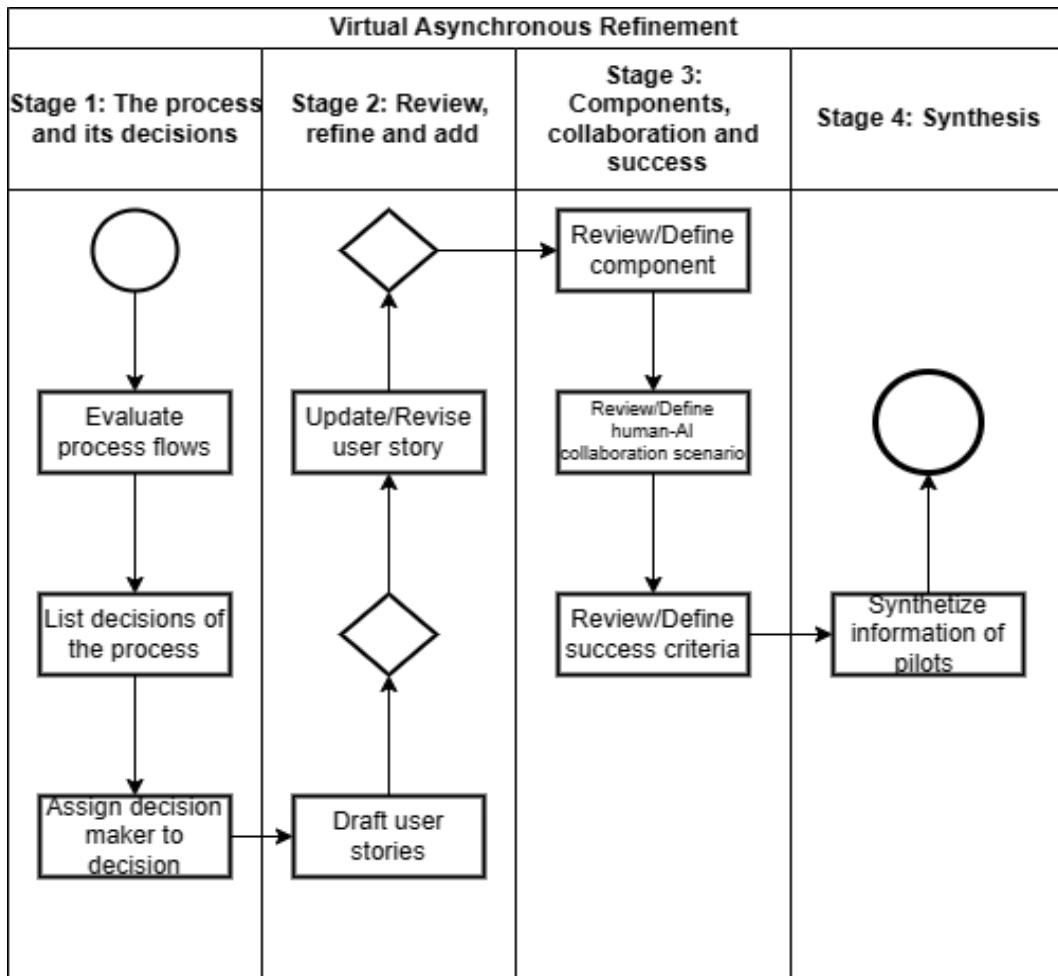 Virtual Asynchronous Refinement
Stage 1: The process
and its decisions
Stage 2: Review,
refine and add
Stage 3:
Components,
collaboration and
success
Stage 4: Synthesis
Evaluate
process flows
List decisions of
the process
Assign decision
maker to
decision
Update/Revise
user story
Draft user
stories
Review/Define
component
Review/Define
human-AI
collaboration scenario
Review/Define
success criteria
Synthetize
information of
pilots